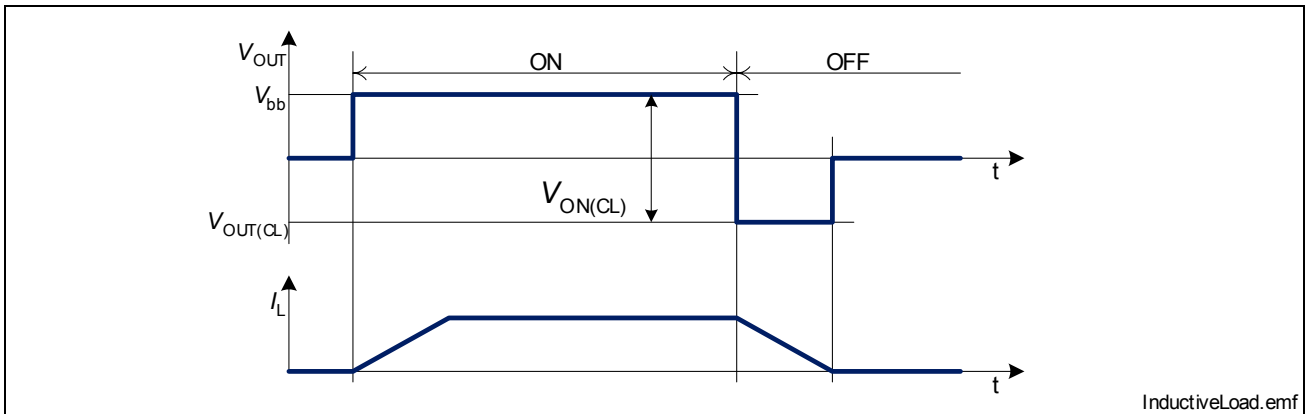 VOUT
ON
OFF
Vbb
t
VON(CL)
VOUT(CL)
IL
t
InductiveLoad.emf